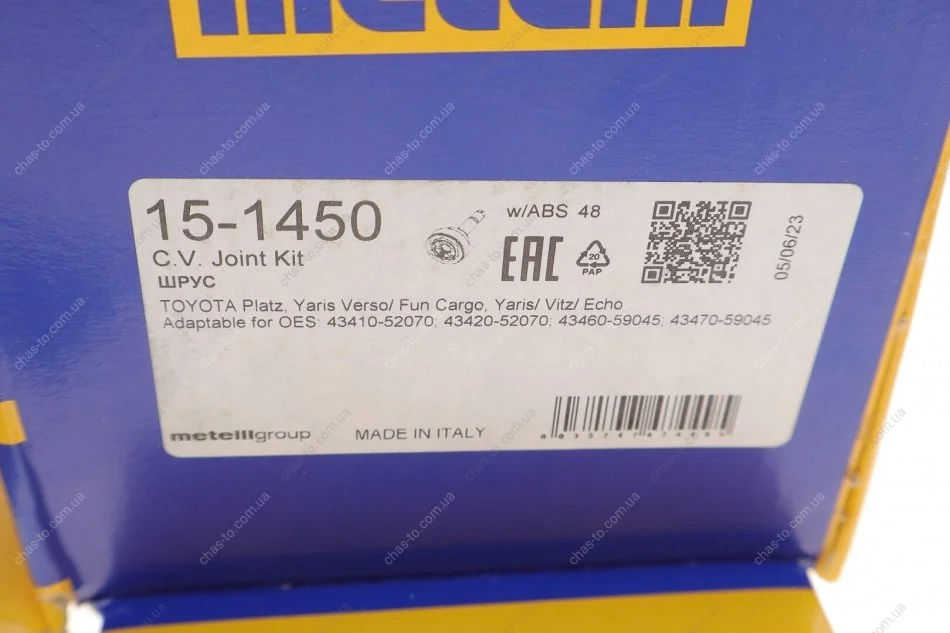 metelli
15-1450
C.V. Joint Kit
ШРУС
w/ABS 48
EAC
20
PAP
05/06/23
TOYOTA Platz, Yaris Verso/ Fun Cargo, Yaris/ Vitz/ Echo
Adaptable for OES: 43410-52070; 43420-52070; 43460-59045; 43470-59045
metelligroup
MADE IN ITALY
chas-to.com.ua